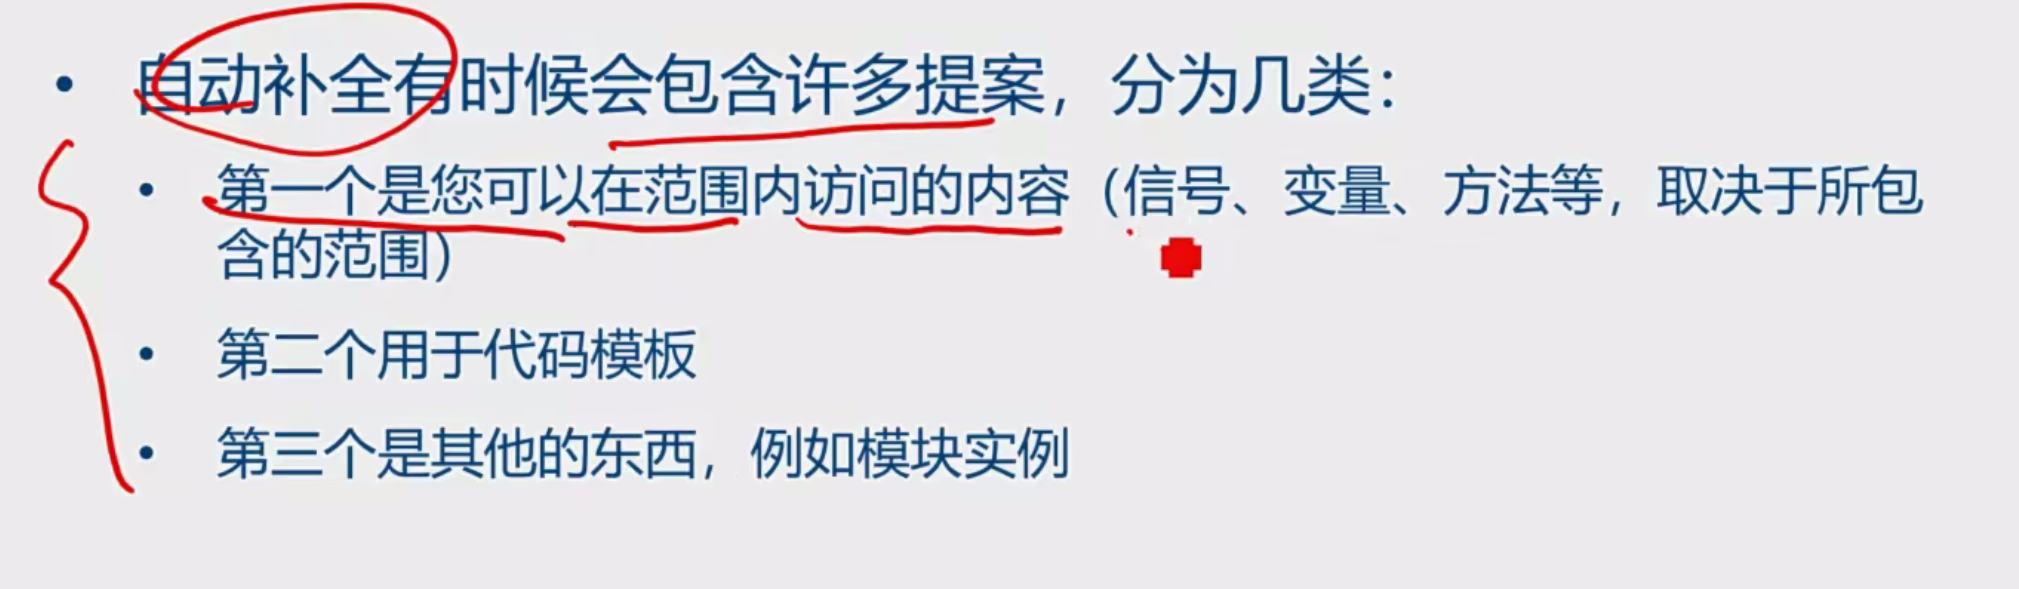 • 自动补全有时候会包含许多提案，分为几类：
• 第一个是您可以在范围内访问的内容（信号、变量、方法等，取决于所包
含的范围）
• 第二个用于代码模板
• 第三个是其他的东西，例如模块实例